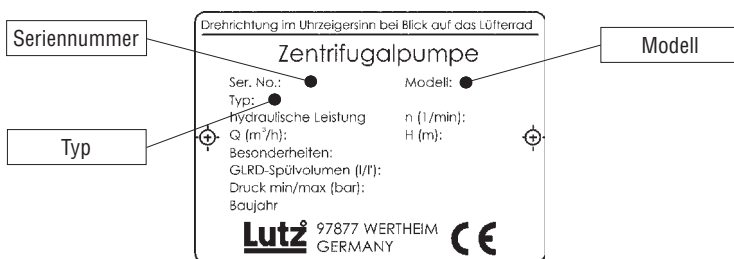 Drehrichtung im Uhrzeigersinn bei Blick auf das Lüfterrad
Seriennummer
Zentrifugalpumpe
Modell
Ser. No.: Modell:
Typ:
hydraulische Leistung n (1/min):
Typ
Q (m³/h): H (m):
Besonderheiten:
GLRD-Spülvolumen (l/l'):
Druck min/max (bar):
Baujahr
Lutz 97877 WERTHEIM
GERMANY CE